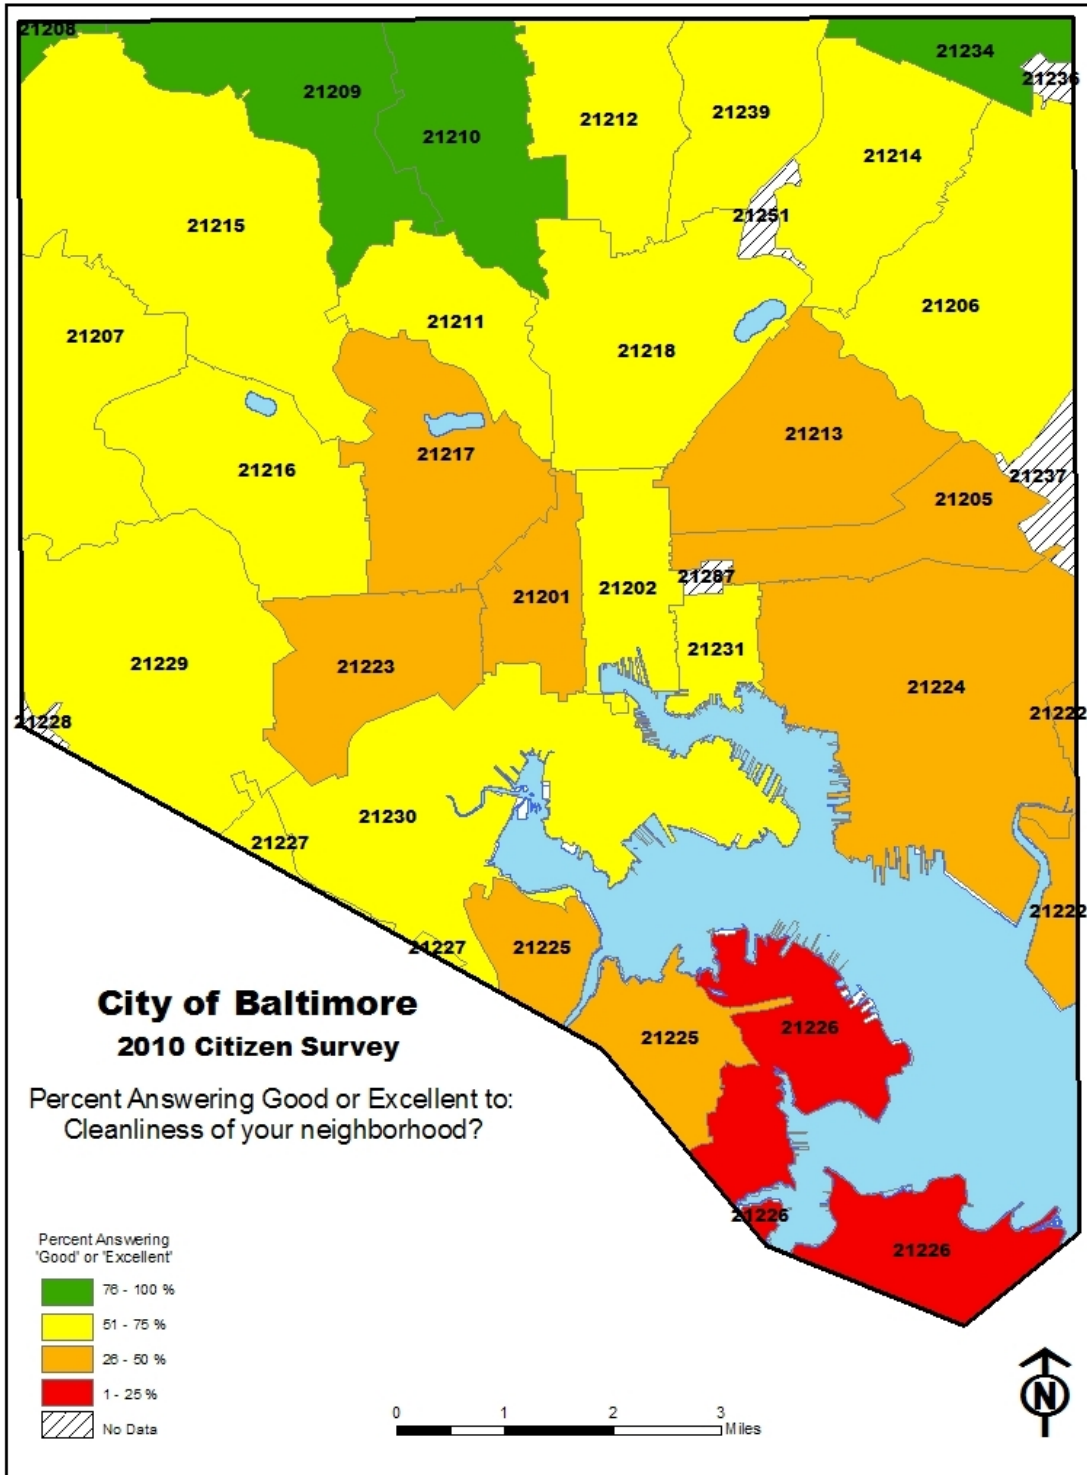 21208
21234
21236
21209
21210
21212
21239
21214
21251
21215
21206
21207
21211
21218
21213
21217
21216
21237
21205
21287
21201
21202
21231
21229
21223
21224
21222
21228
21230
21227
21222
21227
21225
City of Baltimore
2010 Citizen Survey
21225
21226
Percent Answering Good or Excellent to:
Cleanliness of your neighborhood?
21226
21226
Percent Answering
'Good' or 'Excellent'
76 - 100 %
51 - 75 %
26 - 50 %
1 - 25 %
No Data
0 1 2 3
Miles
N